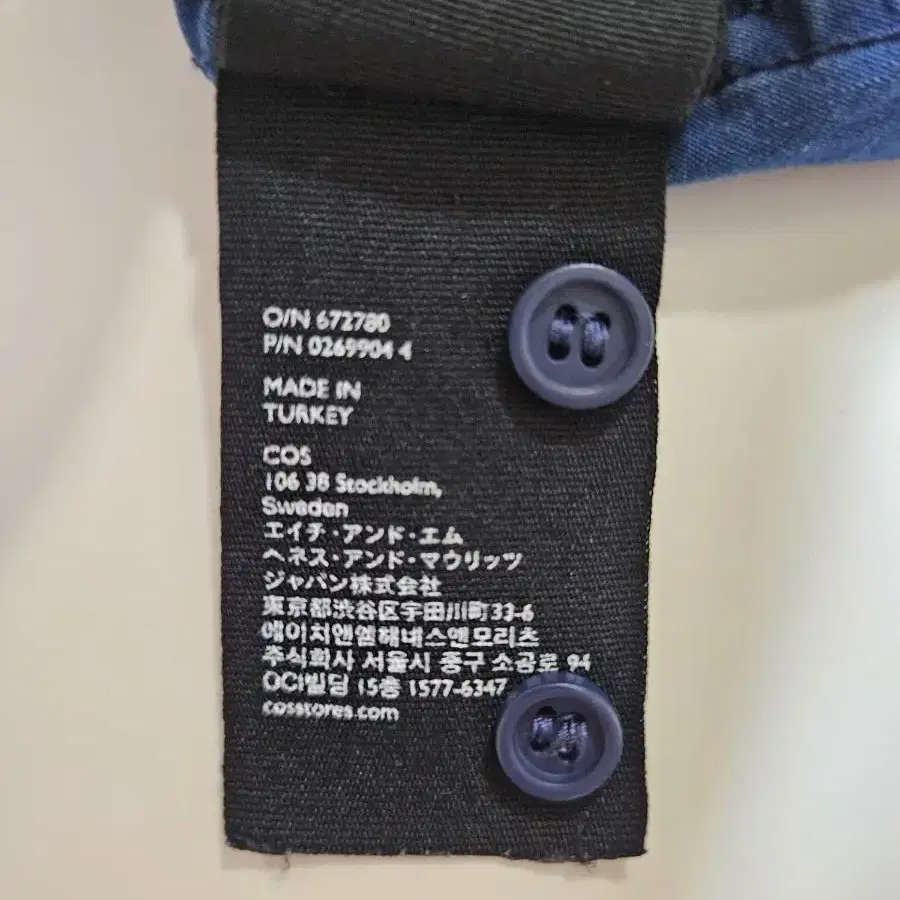 O/N 672780
P/N 0269904 4
MADE IN
TURKEY
COS
106 38 Stockholm,
Sweden
エイチ・アンド・エム
ヘネス・アンド・マウリッツ
ジャパン株式会社
東京都渋谷区宇田川町33-6
에이치앤엠해네스앤모리츠
주식회사 서울시 중구 소공로 94
OCI빌딩 15층 1577-6347
cosstores.com